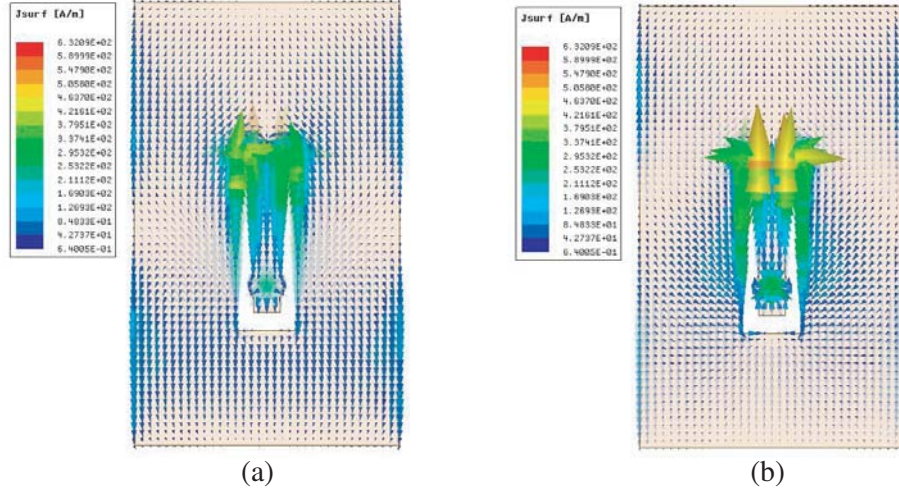 Jsurf [A/m]
6.3209E+02
5.8999E+02
5.4790E+02
5.0580E+02
4.6370E+02
4.2161E+02
3.7951E+02
3.3741E+02
2.9532E+02
2.5322E+02
2.1112E+02
1.6903E+02
1.2693E+02
8.4833E+01
4.2737E+01
6.4005E-01
(a)
Jsurf [A/m]
6.3209E+02
5.8999E+02
5.4790E+02
5.0580E+02
4.6370E+02
4.2161E+02
3.7951E+02
3.3741E+02
2.9532E+02
2.5322E+02
2.1112E+02
1.6903E+02
1.2693E+02
8.4833E+01
4.2737E+01
6.4005E-01
(b)